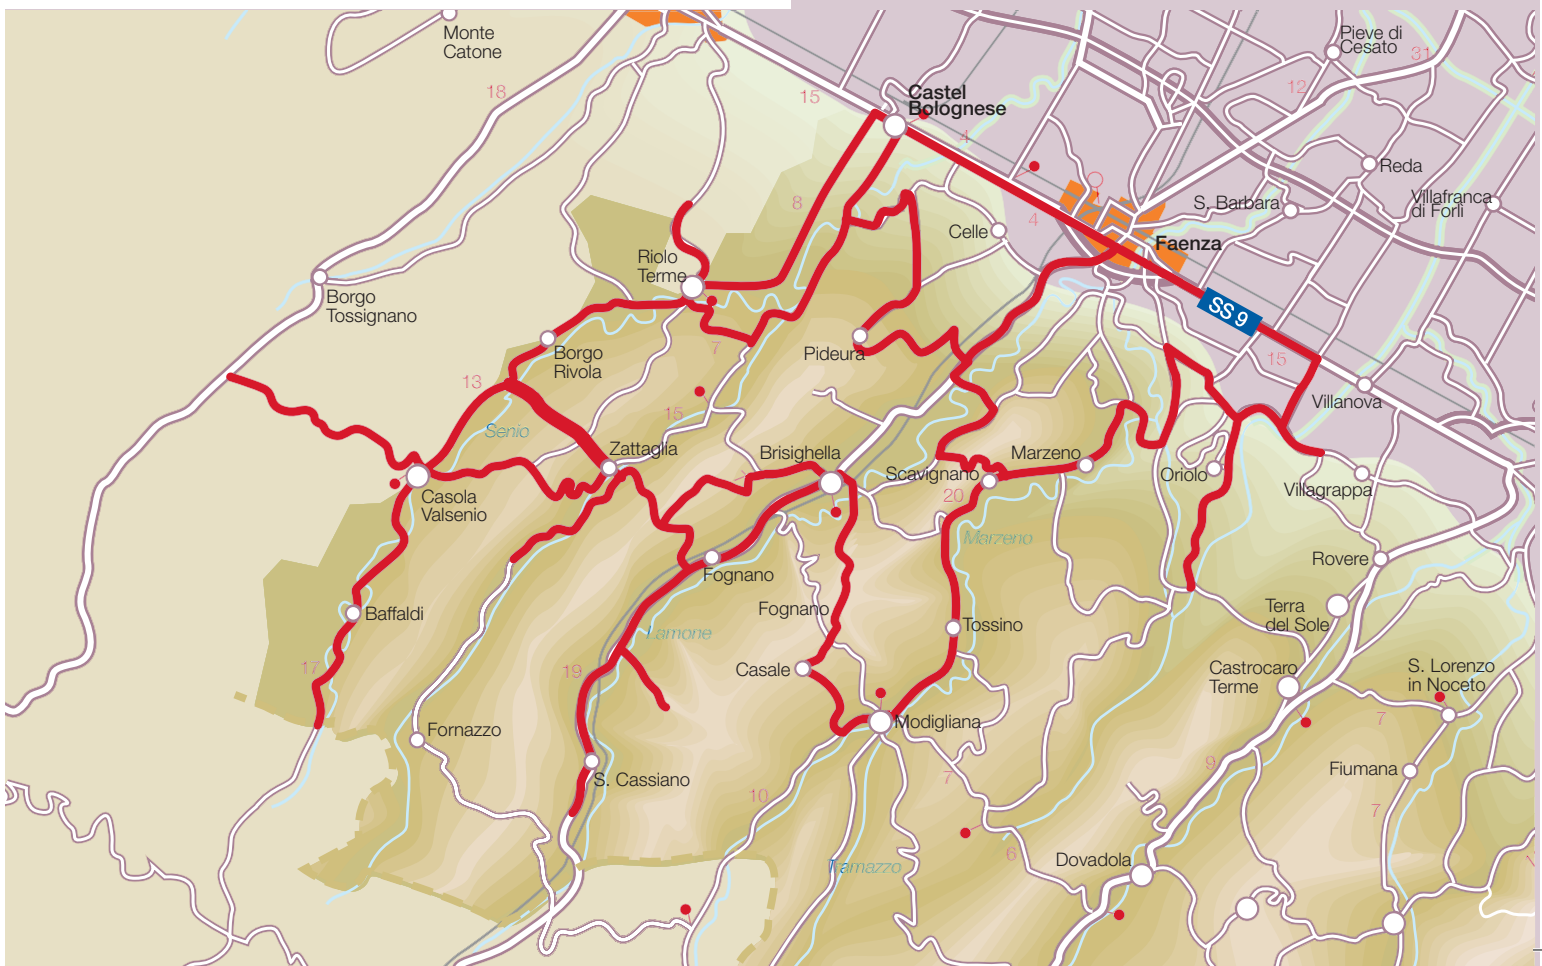 Monte
Catone
Pieve di
Cesato
31
18
15
12
Castel
Bolognese
4
Reda
8
S. Barbara
Villafranca
di Forlì
4
Celle
Faenza
Riolo
Terme
Borgo
Tossignano
SS 9
7
Pideura
Borgo
Rivola
15
13
Villanova
15
Senio
Zattaglia
Brisighella
Marzeno
Scavignano
Oriolo
Villagrappa
20
Casola
Valsenio
Marzeno
Rovere
Fognano
Terra
del Sole
Fognano
Baffaldi
Tossino
Lamone
17
19
Casale
Castrocaro
Terme
S. Lorenzo
in Noceto
Modigliana
7
Fornazzo
9
Fiumana
S. Cassiano
7
10
7
6
Dovadola
Tramazzo